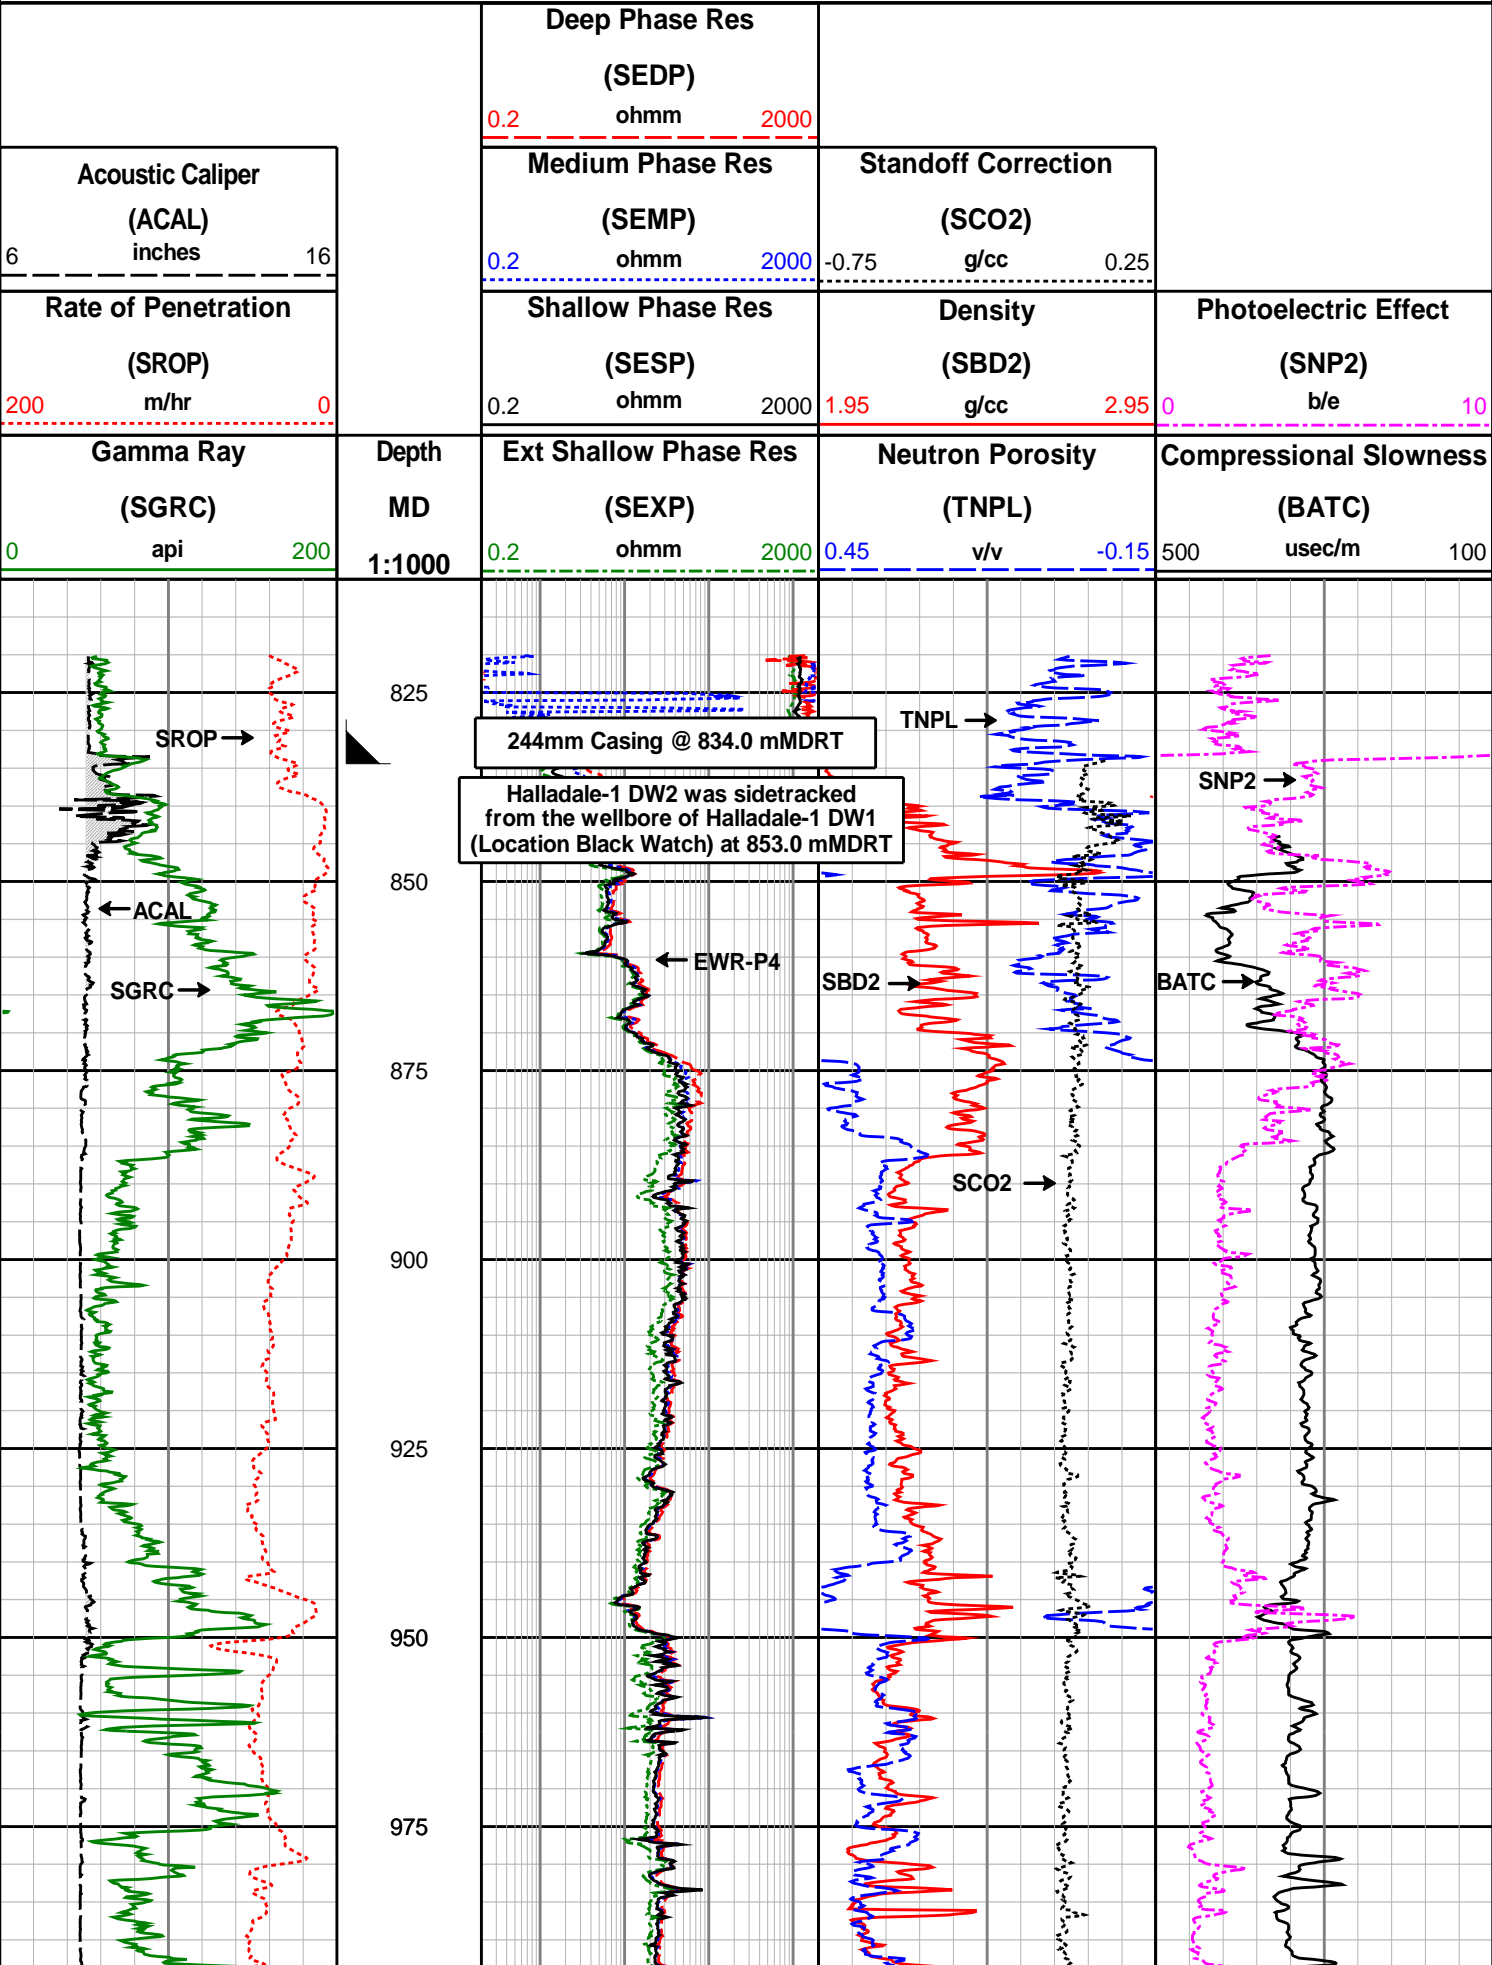 Deep Phase Res
(SEDP)
0.2 ohmm 2000
Acoustic Caliper
(ACAL)
6 inches 16
Medium Phase Res
(SEMP)
0.2 ohmm 2000
Standoff Correction
(SCO2)
-0.75 g/cc 0.25
Rate of Penetration
(SROP)
200 m/hr 0
Shallow Phase Res
(SESP)
0.2 ohmm 2000
Density
(SBD2)
1.95 g/cc 2.95
Photoelectric Effect
(SNP2)
0 b/e 10
Gamma Ray
(SGRC)
0 api 200
Depth
MD
1:1000
Ext Shallow Phase Res
(SEXP)
0.2 ohmm 2000
Neutron Porosity
(TNPL)
0.45 v/v -0.15
Compressional Slowness
(BATC)
500 usec/m 100
825
TNPL
SROP
244mm Casing @ 834.0 mMDRT
SNP2
Halladale-1 DW2 was sidetracked
from the wellbore of Halladale-1 DW1
(Location Black Watch) at 853.0 mMDRT
850
ACAL
EWR-P4
SGRC
SBD2
BATC
875
SCO2
900
925
950
975